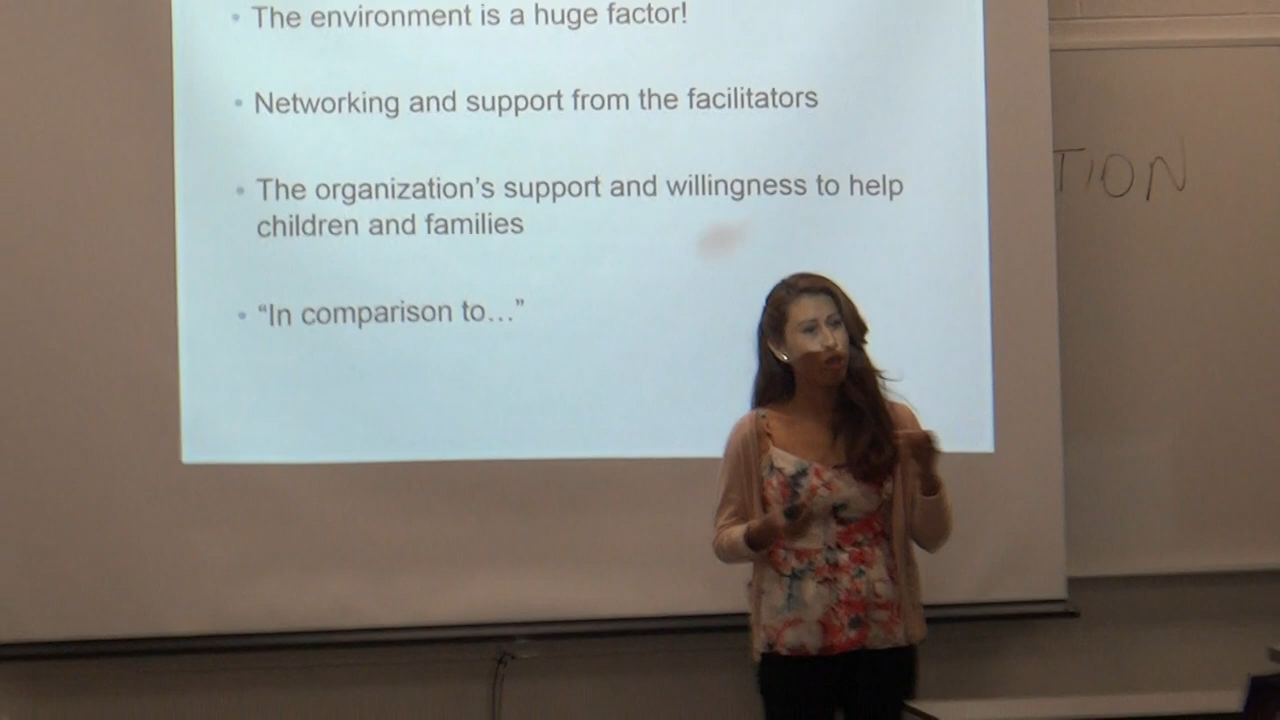 • The environment is a huge factor!
• Networking and support from the facilitators
• The organization’s support and willingness to help
children and families
• “In comparison to…”
TION